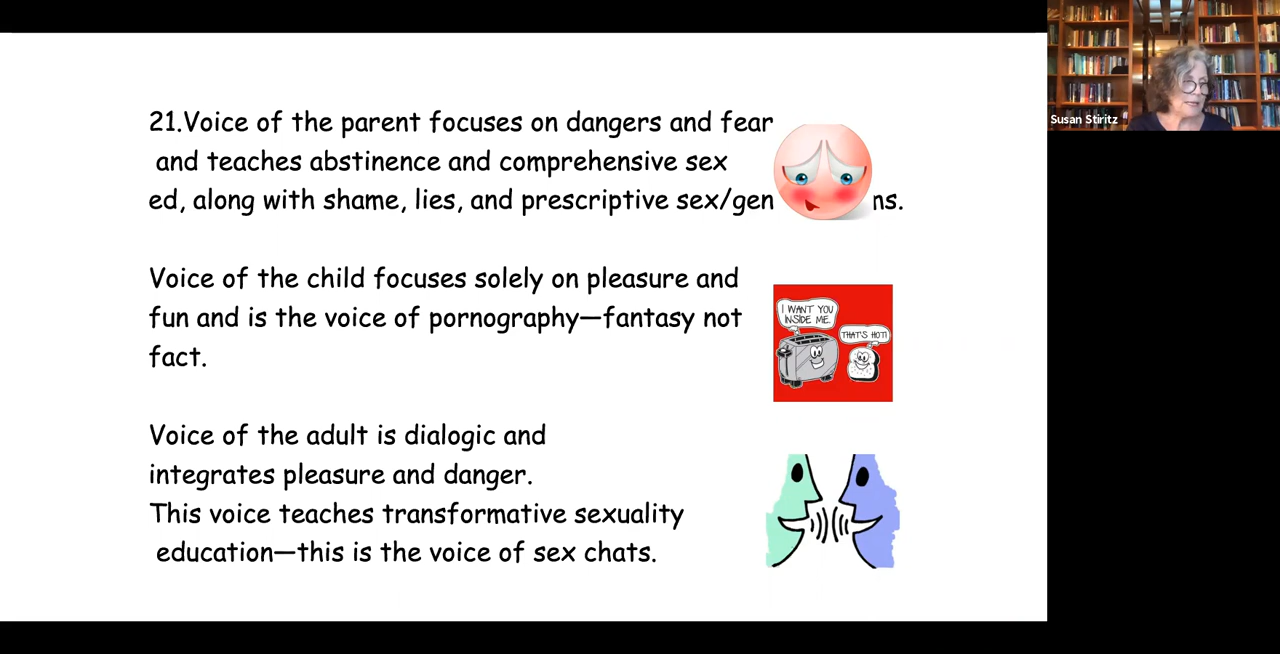 21.Voice of the parent focuses on dangers and fear
and teaches abstinence and comprehensive sex
ed, along with shame, lies, and prescriptive sex/gen ns.
Voice of the child focuses solely on pleasure and
fun and is the voice of pornography—fantasy not
fact.
Voice of the adult is dialogic and
integrates pleasure and danger.
This voice teaches transformative sexuality
education—this is the voice of sex chats.
I WANT YOU
INSIDE ME.
THAT'S HOT!
Susan Stiritz